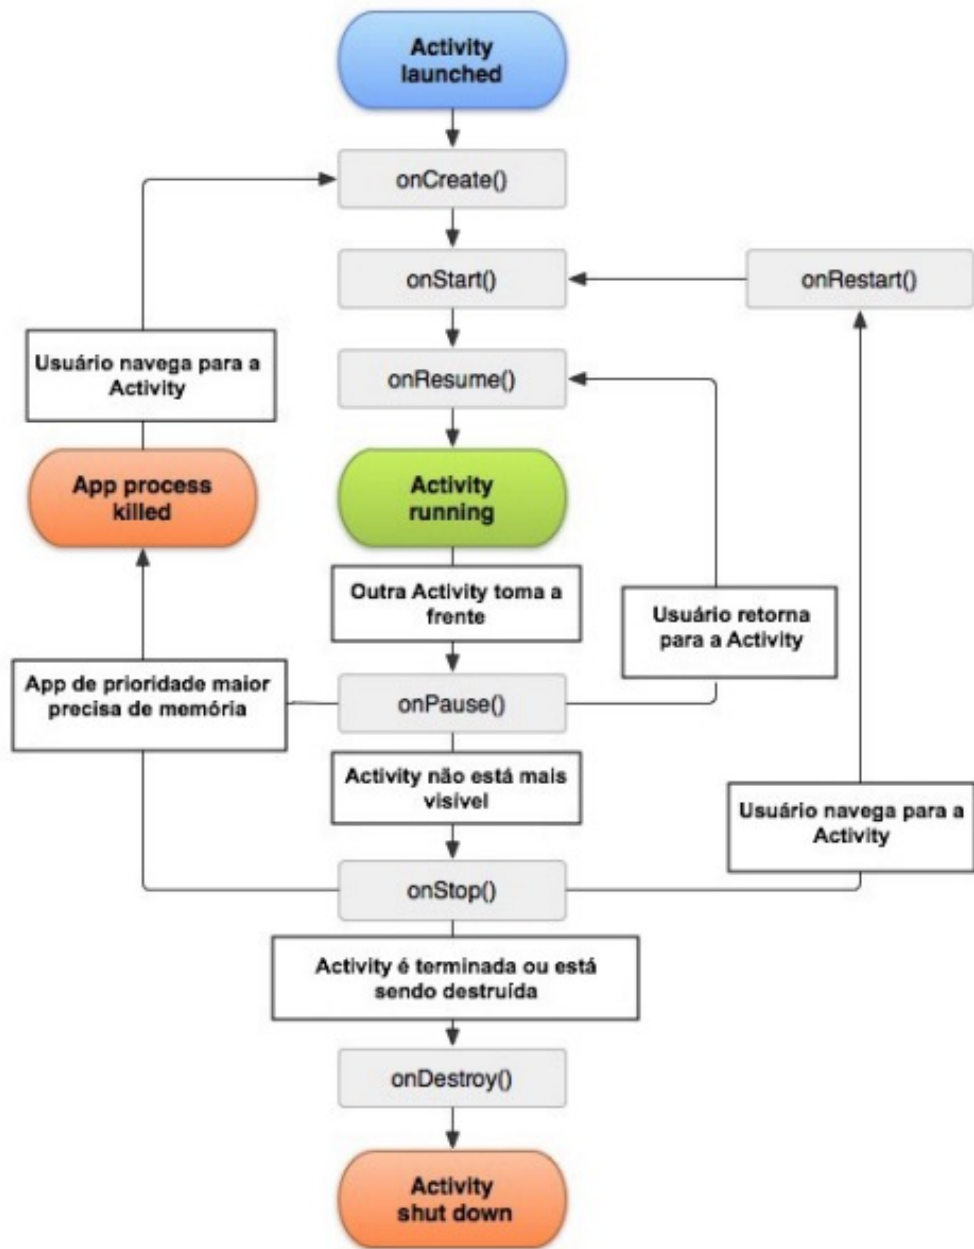 Activity
launched
onCreate()
onStart()
onRestart()
Usuário navega para a
Activity
onResume()
App process
killed
Activity
running
Outra Activity toma a
frente
Usuário retorna
para a Activity
App de prioridade maior
precisa de memória
onPause()
Activity não está mais
visível
Usuário navega para a
Activity
onStop()
Activity é terminada ou está
sendo destruída
onDestroy()
Activity
shut down